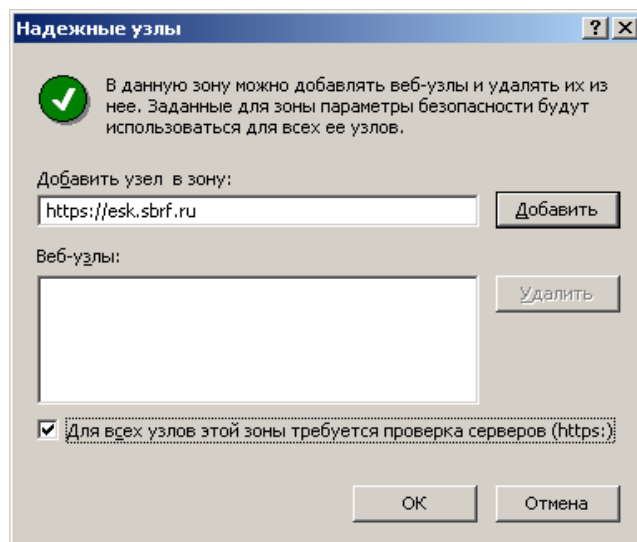 Надежные узлы
В данную зону можно добавлять веб-узлы и удалять их из
нее. Заданные для зоны параметры безопасности будут
использоваться для всех ее узлов.
Добавить узел в зону:
https://esk.sbrf.ru
Добавить
Веб-узлы:
Удалить
Для всех узлов этой зоны требуется проверка серверов (https:)
ОК
Отмена